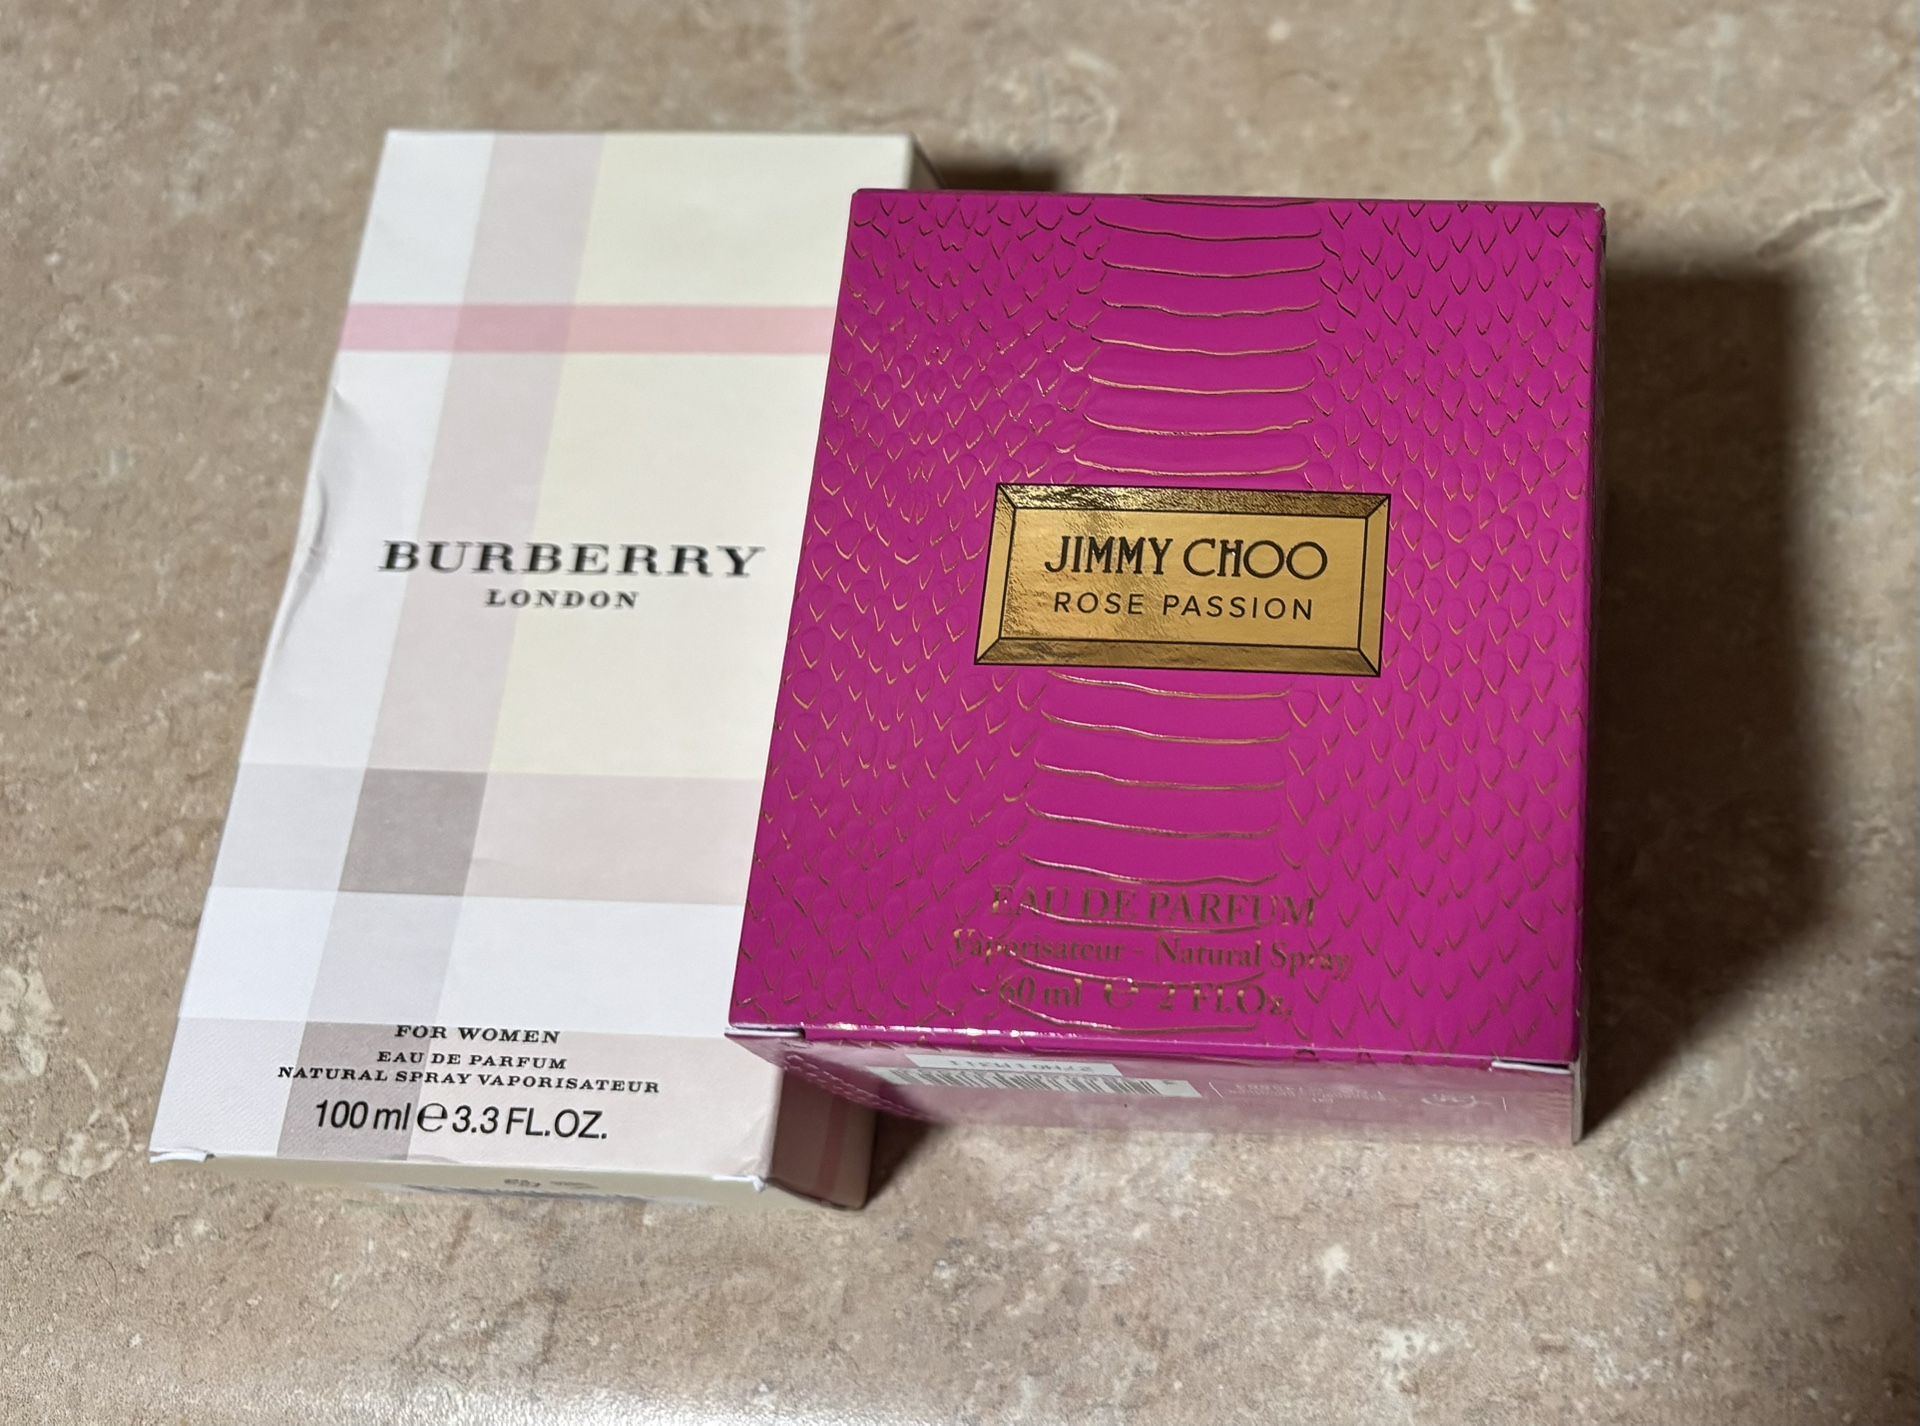 BURBERRY
LONDON
FOR WOMEN
EAU DE PARFUM
NATURAL SPRAY VAPORISATEUR
100 ml ℮ 3.3 FL.OZ.
JIMMY CHOO
ROSE PASSION
EAU DE PARFUM
Vaporisateur - Natural Spray
60 ml ℮ 2 Fl.Oz.